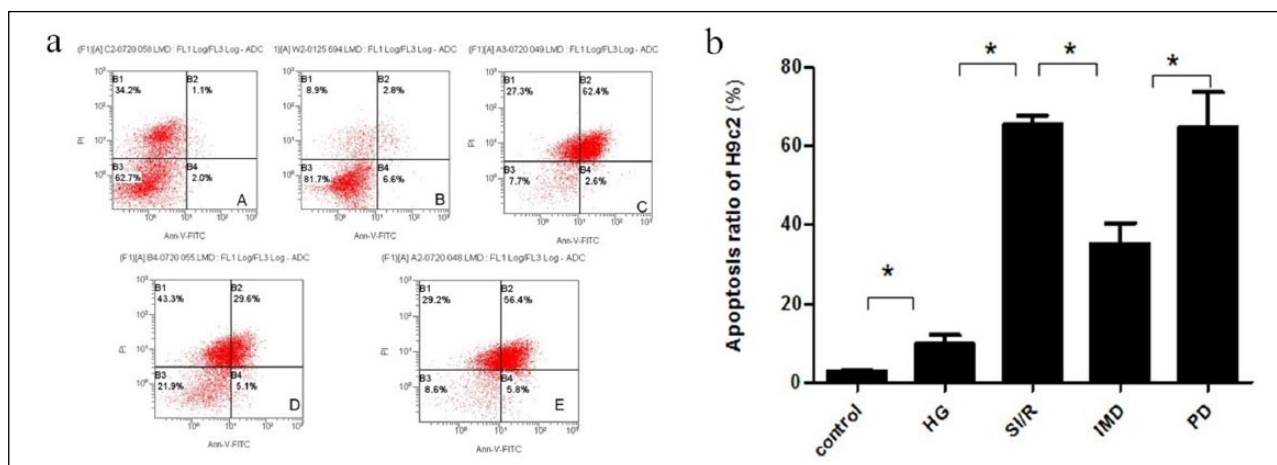 a
(F1)[A] C2-0720 058 LMD : FL1 Log/FL3 Log - ADC
B1
34.2%
B2
1.1%
B3
62.7%
B4
2.0%
A
PI
Ann-V-FITC
1)[A] W2-0125 694 LMD : FL1 Log/FL3 Log - ADC
B1
8.9%
B2
2.8%
B3
81.7%
B4
6.6%
B
PI
Ann-V-FITC
(F1)[A] A3-0720 049.LMD : FL1 Log/FL3 Log - ADC
B1
27.3%
B2
62.4%
B3
7.7%
B4
2.6%
C
PI
Ann-V-FITC
(F1)[A] B4-0720 055.LMD : FL1 Log/FL3 Log - ADC
B1
43.3%
B2
29.6%
B3
21.9%
B4
5.1%
D
PI
Ann-V-FITC
(F1)[A] A2-0720 048.LMD : FL1 Log/FL3 Log - ADC
B1
29.2%
B2
56.4%
B3
8.6%
B4
5.8%
E
PI
Ann-V-FITC
b
Apoptosis ratio of H9c2 (%)
80
60
40
20
0
* * * *
control
HG
SI/R
IMD
PD